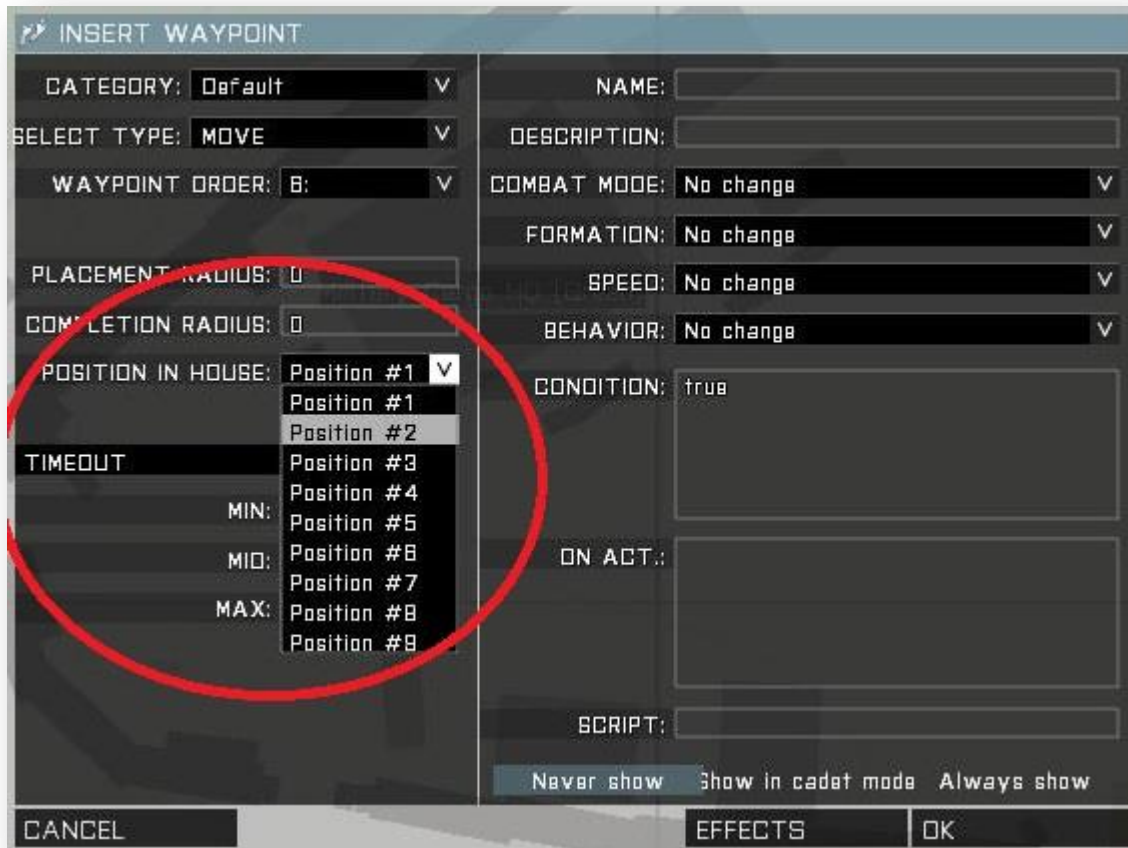 INSERT WAYPOINT
CATEGORY: Default V
SELECT TYPE: MOVE V
WAYPOINT ORDER: 8: V
PLACEMENT RADIUS: 0
COMPLETION RADIUS: 0
POSITION IN HOUSE: Position #1 V
Position #1
Position #2
Position #3
Position #4
Position #5
Position #6
Position #7
Position #8
Position #9
TIMEOUT
MIN:
MID:
MAX:
NAME:
DESCRIPTION:
COMBAT MODE: No change V
FORMATION: No change V
SPEED: No change V
BEHAVIOR: No change V
CONDITION: true
ON ACT.:
SCRIPT:
Never show Show in cadet mode Always show
CANCEL EFFECTS OK